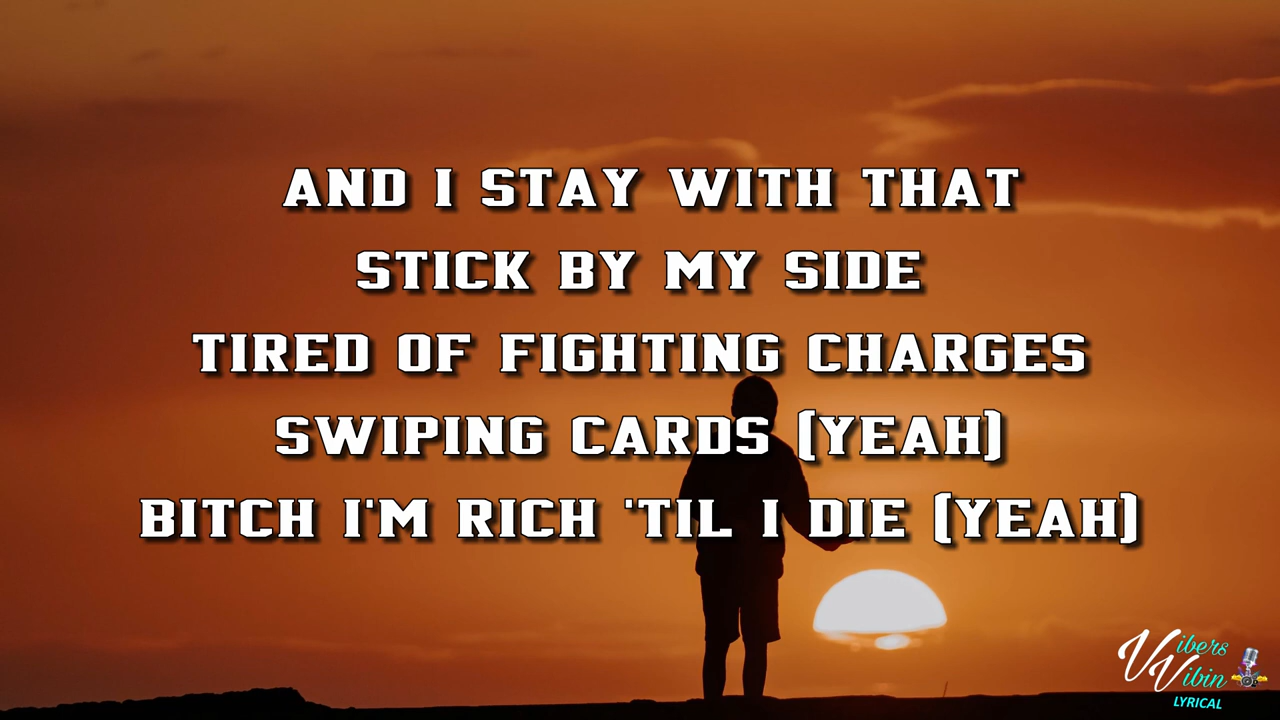 AND I STAY WITH THAT
STICK BY MY SIDE
TIRED OF FIGHTING CHARGES
SWIPING CARDS (YEAH)
BITCH I'M RICH 'TIL I DIE (YEAH)
Vibers
Vibin
LYRICAL